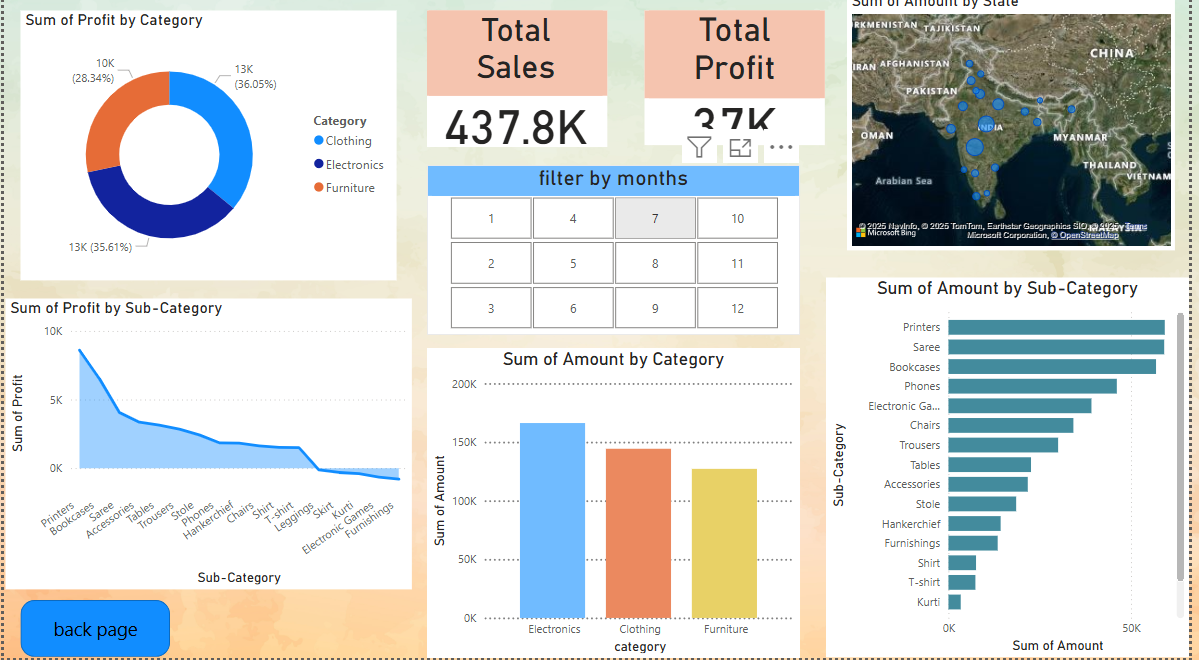 Sum of Profit by Category
10K
(28.34%)
13K
(36.05%)
13K (35.61%)
Category
Clothing
Electronics
Furniture
Total
Sales
437.8K
Total
Profit
37K
Sum of Amount by State
RKMENISTAN
TAJIKISTAN
CHINA
IRAN
AFGHANISTAN
PAKISTAN
OMAN
INDIA
MYANMAR
THAILAND
VIETNAM
Arabian Sea
© 2025 NavInfo, © 2025 TomTom, Earthstar Geographics SIO, © 2025
Terms
Microsoft Bing
Microsoft Corporation, © OpenStreetMap
filter by months
1 4 7 10
2 5 8 11
3 6 9 12
Sum of Profit by Sub-Category
10K
5K
0K
Sum of Profit
Printers
Bookcases
Saree
Accessories
Tables
Trousers
Stole
Phones
Hankerchief
Chairs
Shirt
T-shirt
Leggings
Skirt
Kurti
Electronic Games
Furnishings
Sub-Category
Sum of Amount by Category
200K
150K
100K
50K
0K
Sum of Amount
Electronics
Clothing
Furniture
category
Sum of Amount by Sub-Category
Sub-Category
Printers
Saree
Bookcases
Phones
Electronic Ga...
Chairs
Trousers
Tables
Accessories
Stole
Hankerchief
Furnishings
Shirt
T-shirt
Kurti
0K
50K
Sum of Amount
back page